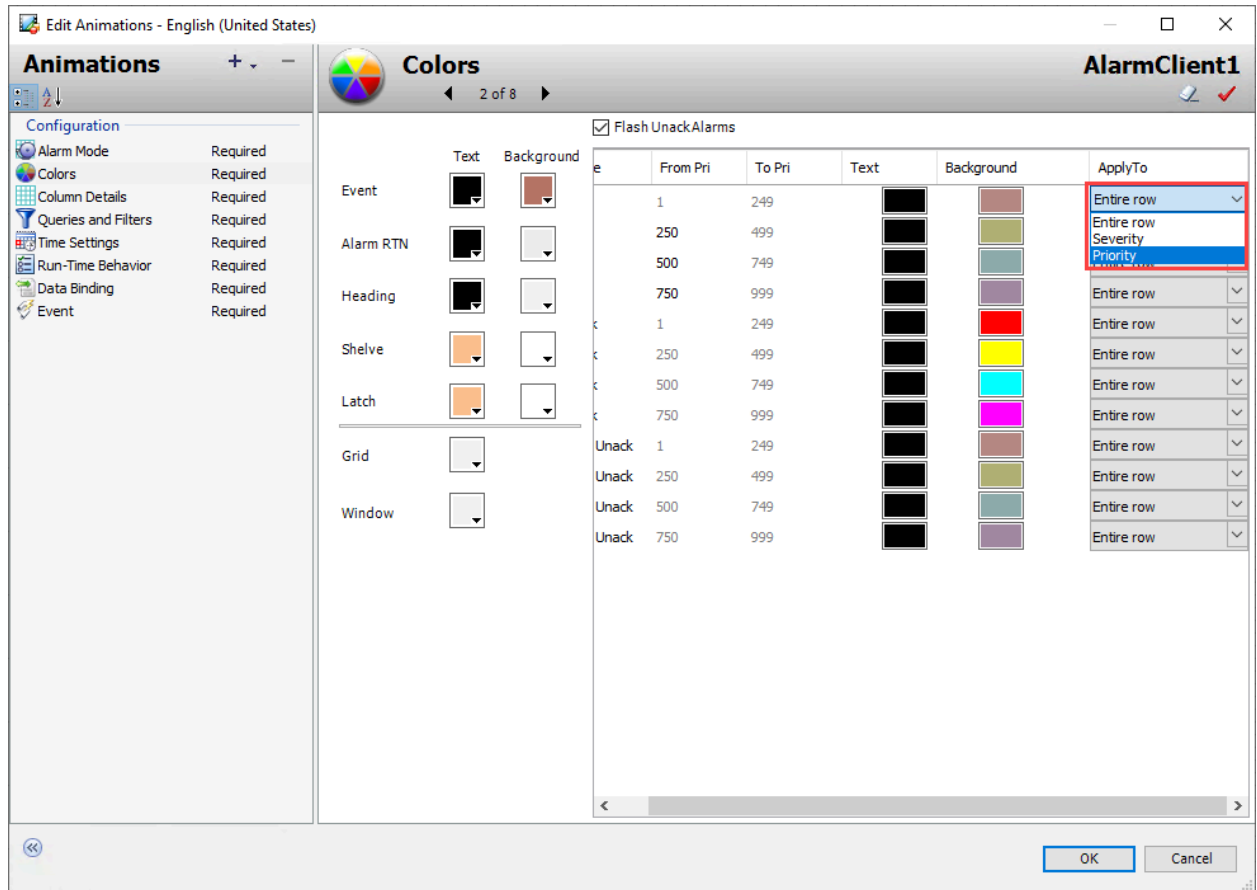 Edit Animations - English (United States)
Animations
Colors
AlarmClient1
2 of 8
Configuration
Alarm Mode Required
Colors Required
Column Details Required
Queries and Filters Required
Time Settings Required
Run-Time Behavior Required
Data Binding Required
Event Required
Flash Unack Alarms
Text Background
Event
Alarm RTN
Heading
Shelve
Latch
Grid
Window
e From Pri To Pri Text Background ApplyTo
1 249 Entire row
Entire row
250 499 Severity
500 749 Priority
750 999 Entire row
k 1 249 Entire row
k 250 499 Entire row
k 500 749 Entire row
k 750 999 Entire row
Unack 1 249 Entire row
Unack 250 499 Entire row
Unack 500 749 Entire row
Unack 750 999 Entire row
OK Cancel